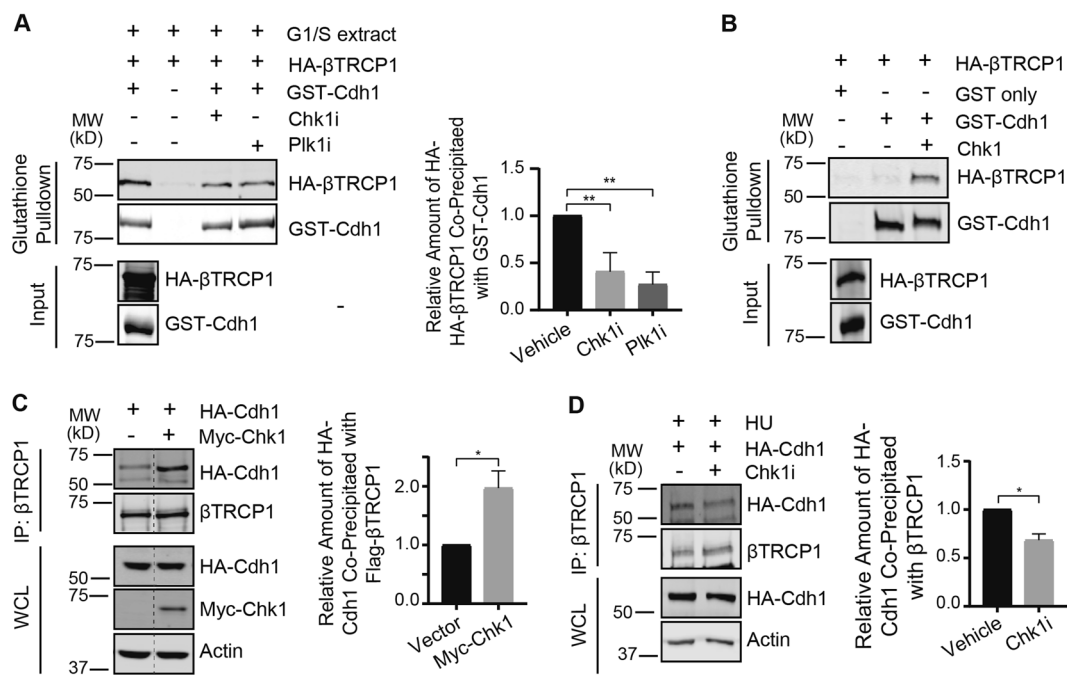 A
+ + + + G1/S extract
+ + + + HA-βTRCP1
+ - + + GST-Cdh1
- - + Chk1i
- - + Plk1i
MW
(kD)
75
50
75
75
75
Glutathione
Pulldown
Input
HA-βTRCP1
GST-Cdh1
HA-βTRCP1
GST-Cdh1
-
Relative Amount of HA-
HA-βTRCP1 Co-Precipitaed
with GST-Cdh1
1.5
1.0
0.5
0.0
**
**
Vehicle
Chk1i
Plk1i
B
+ + + HA-βTRCP1
+ - - GST only
- + + GST-Cdh1
- - + Chk1
MW
(kD)
75
50
75
75
75
Glutathione
Pulldown
Input
HA-βTRCP1
GST-Cdh1
HA-βTRCP1
GST-Cdh1
C
+ + HA-Cdh1
- + Myc-Chk1
MW
(kD)
75
50
75
50
75
37
IP: βTRCP1
WCL
HA-Cdh1
βTRCP1
HA-Cdh1
Myc-Chk1
Actin
Relative Amount of HA-
Cdh1 Co-Precipitaed with
Flag-βTRCP1
2.0
1.0
0.0
*
Vector
Myc-Chk1
D
+ + HU
+ + HA-Cdh1
- + Chk1i
MW
(kD)
75
50
75
50
37
IP: βTRCP1
WCL
HA-Cdh1
βTRCP1
HA-Cdh1
Actin
Relative Amount of HA-
Cdh1 Co-Precipitaed
with βTRCP1
1.5
1.0
0.5
0.0
*
Vehicle
Chk1i